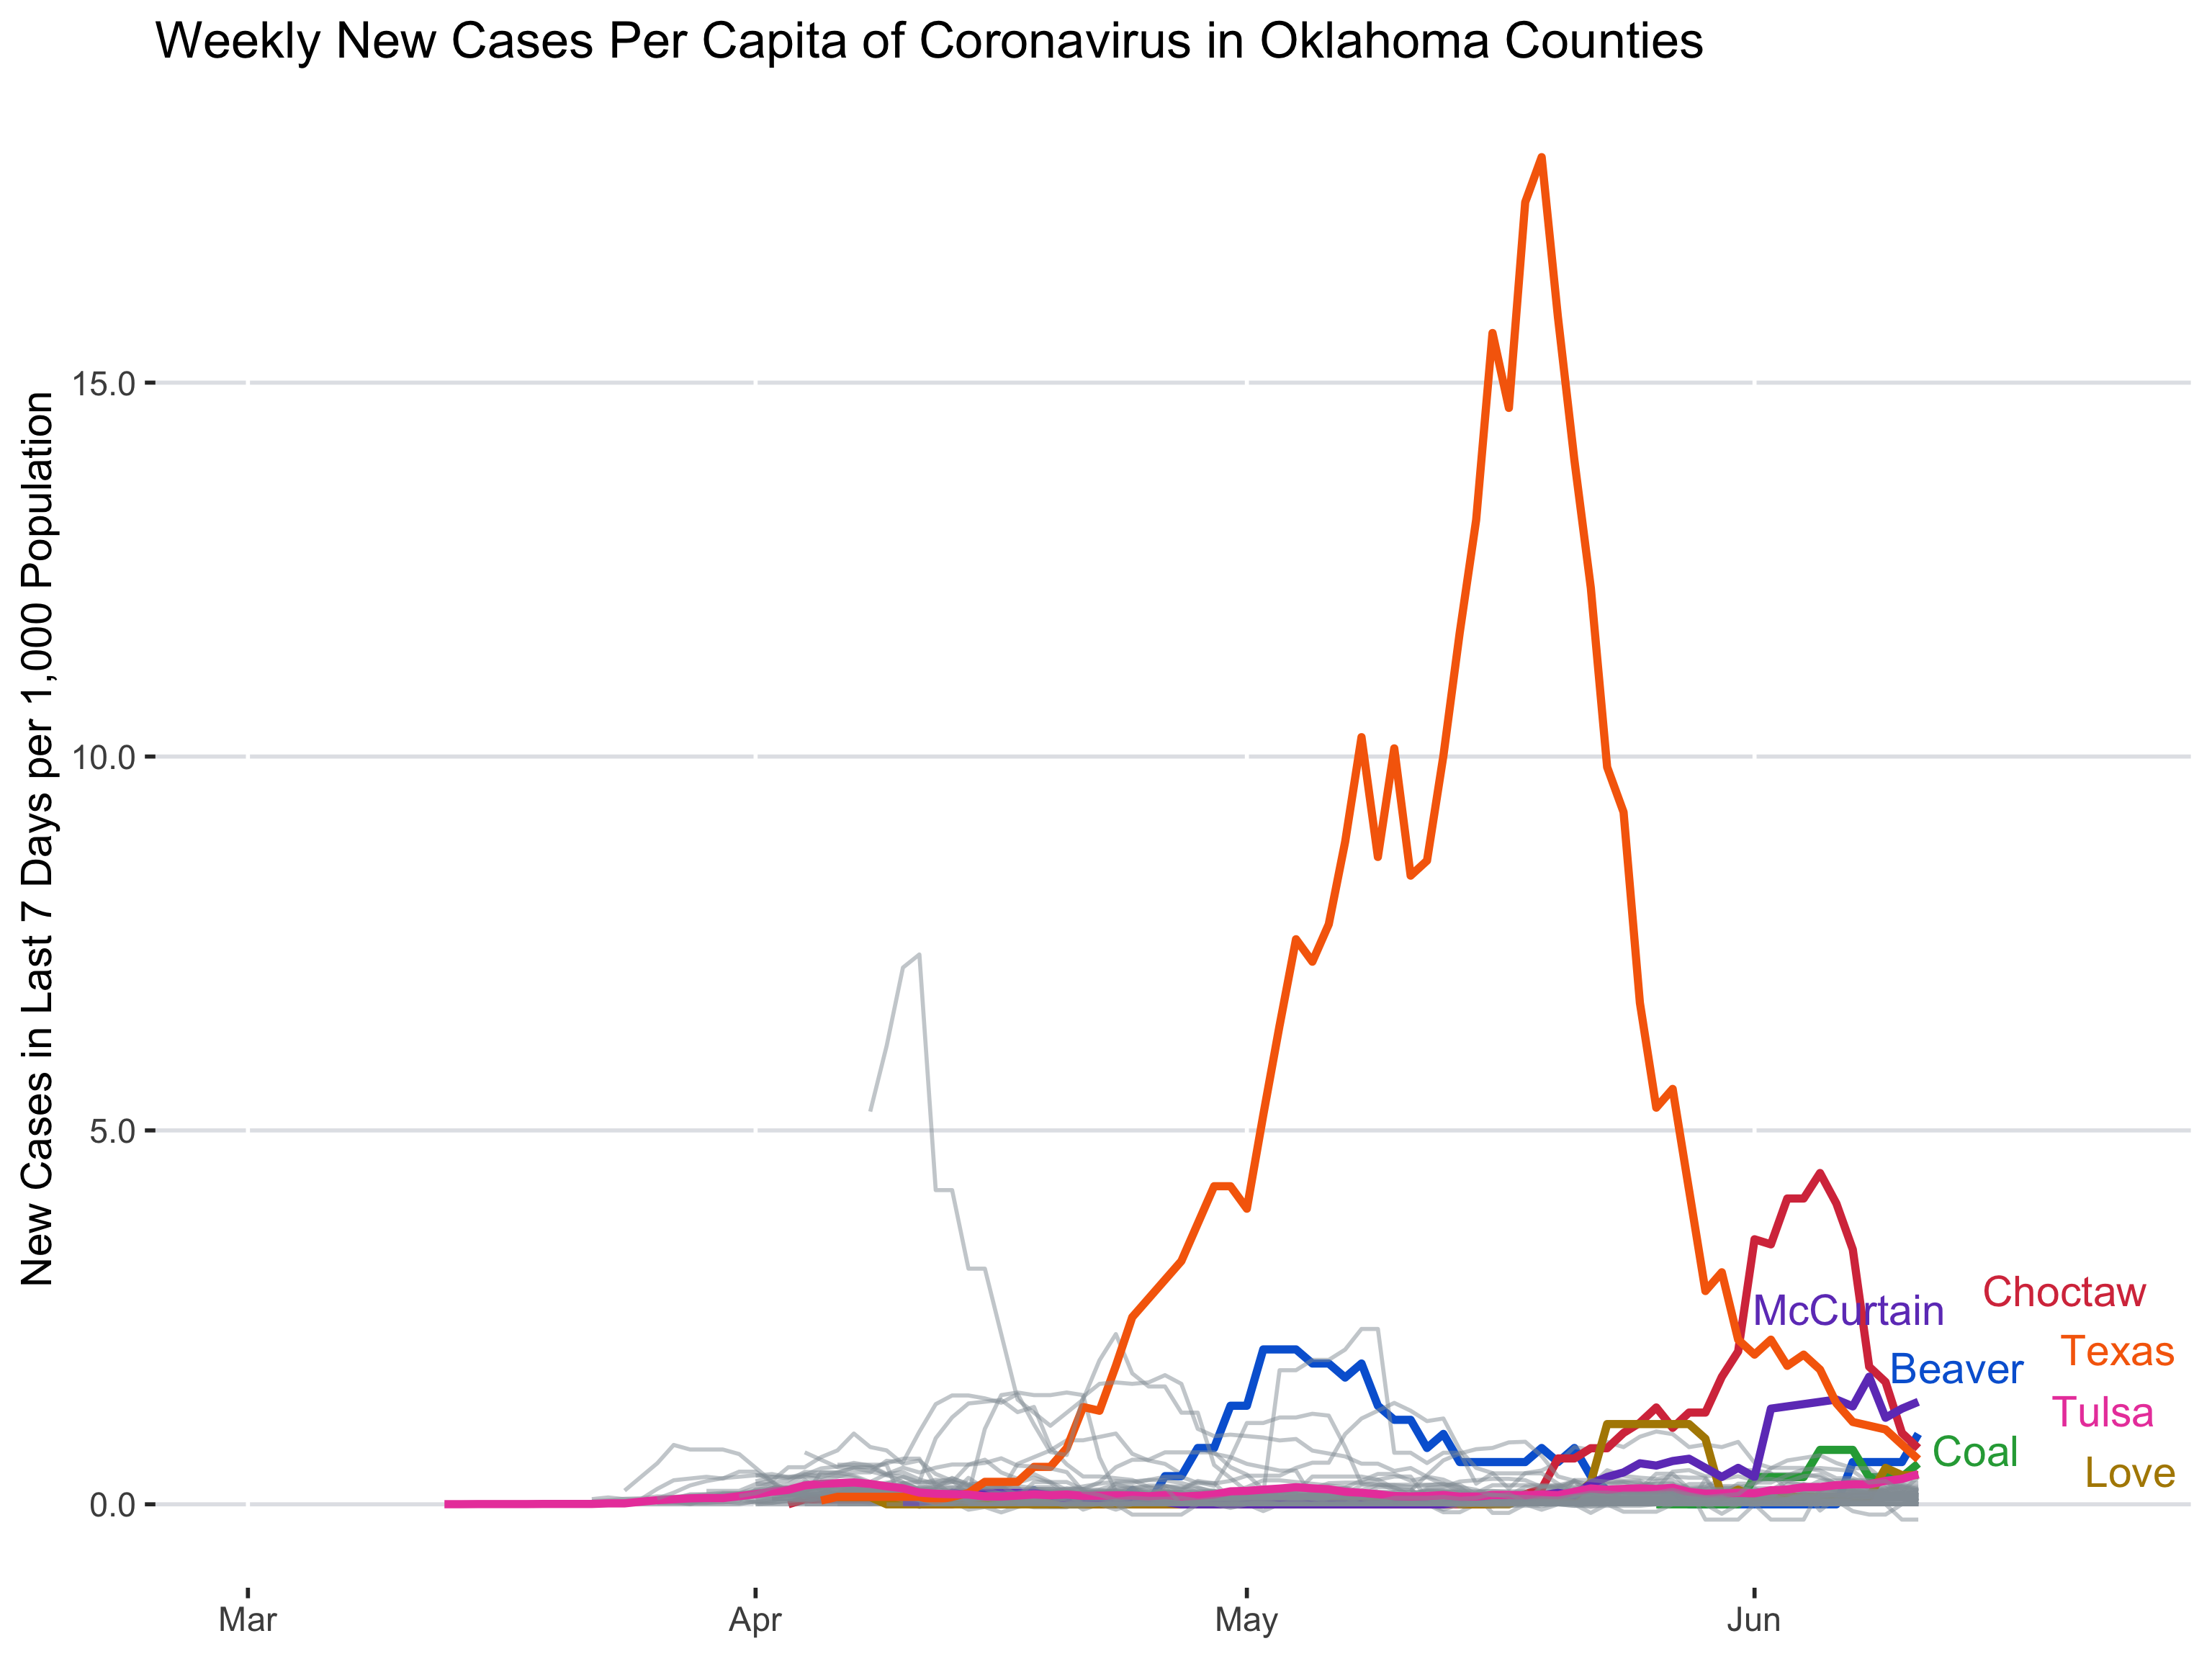 Weekly New Cases Per Capita of Coronavirus in Oklahoma Counties
New Cases in Last 7 Days per 1,000 Population
15.0
10.0
5.0
0.0
Choctaw
McCurtain
Texas
Beaver
Tulsa
Coal
Love
Mar
Apr
May
Jun